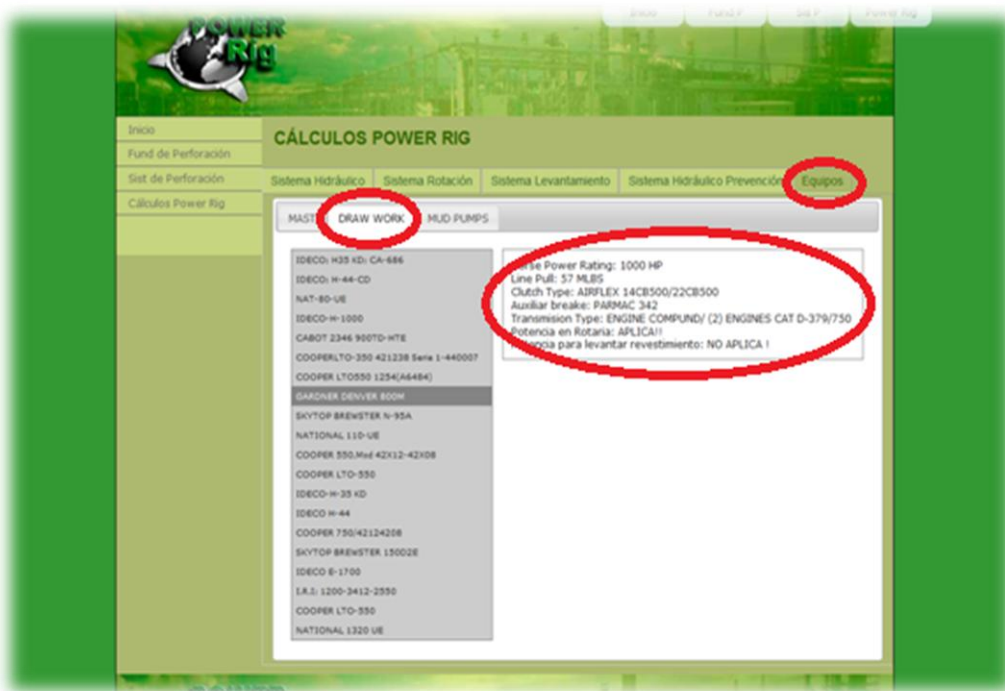 Inicio
Fund P
Sist P
Power Rig
POWER
Rig
Inicio
Fund de Perforación
Sist de Perforación
Cálculos Power Rig
CÁLCULOS POWER RIG
Sistema Hidráulico
Sistema Rotación
Sistema Levantamiento
Sistema Hidráulico Prevención
Equipos
MAST
DRAW WORK
MUD PUMPS
IDECO; H35 KD; CA-686
IDECO; H-44-CD
NAT-80-UE
IDECO-H-1000
CABOT 2346 900TD-HTE
COOPERLTO-350 421238 Serie 1-440007
COOPER LTO550 1254(A6484)
GARDNER DENVER 800M
SKYTOP BREWSTER N-95A
NATIONAL 110-UE
COOPER 550,Mod 42X12-42X08
COOPER LTO-550
IDECO-H-35 KD
IDECO H-44
COOPER 750/42124208
SKYTOP BREWSTER 15002E
IDECO E-1700
I.R.I: 1200-3412-2550
COOPER LTO-550
NATIONAL 1320 UE
Horse Power Rating: 1000 HP
Line Pull: 57 MLBS
Clutch Type: AIRFLEX 14CB500/22CB500
Auxiliar breake: PARMAC 342
Transmision Type: ENGINE COMPUND/ (2) ENGINES CAT D-379/750
Potencia en Rotaria: APLICA!!
Potencia para levantar revestimiento: NO APLICA !